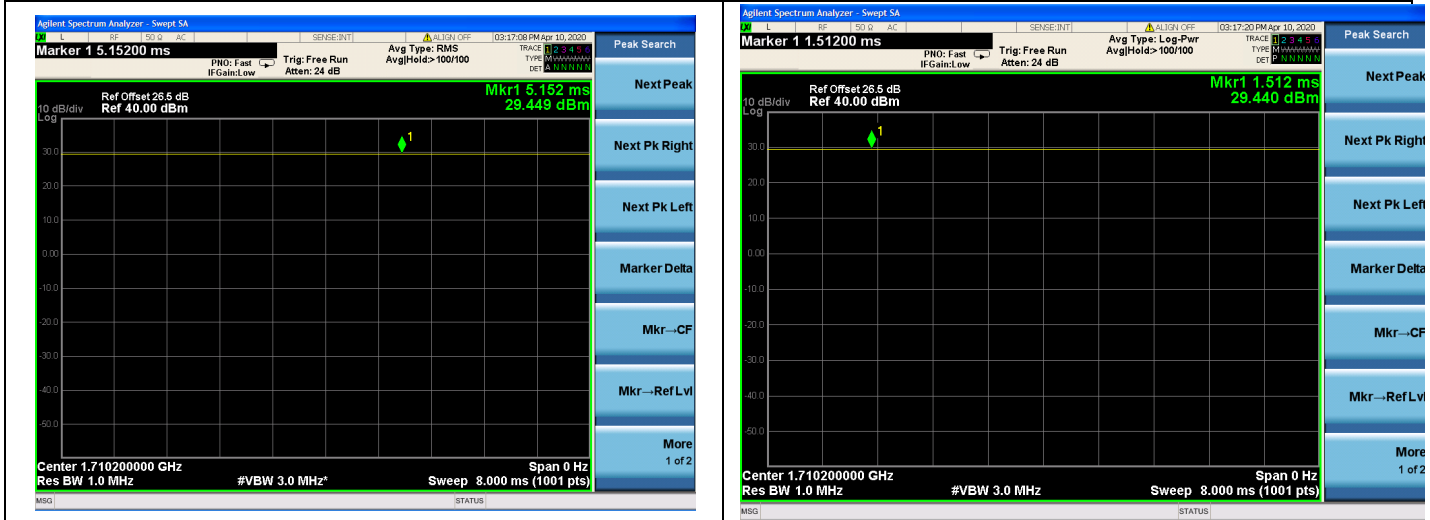 Agilent Spectrum Analyzer - Swept SA
LXI L RF 50 Ω AC SENSE:INT ALIGN OFF 03:17:08 PM Apr 10, 2020
Marker 1 5.15200 ms
PNO: Fast
IFGain:Low
Trig: Free Run
Atten: 24 dB
Avg Type: RMS
Avg|Hold:>100/100
TRACE 1 2 3 4 5 6
TYPE M
DET A N N N N N
Peak Search
Mkr1 5.152 ms
29.449 dBm
Ref Offset 26.5 dB
Ref 40.00 dBm
10 dB/div
Log
30.0
20.0
10.0
0.00
-10.0
-20.0
-30.0
-40.0
-50.0
1
Center 1.710200000 GHz
Span 0 Hz
Res BW 1.0 MHz
#VBW 3.0 MHz*
Sweep 8.000 ms (1001 pts)
MSG
STATUS
Next Peak
Next Pk Right
Next Pk Left
Marker Delta
Mkr→CF
Mkr→Ref Lvl
More
1 of 2
Agilent Spectrum Analyzer - Swept SA
LXI L RF 50 Ω AC SENSE:INT ALIGN OFF 03:17:20 PM Apr 10, 2020
Marker 1 1.51200 ms
PNO: Fast
IFGain:Low
Trig: Free Run
Atten: 24 dB
Avg Type: Log-Pwr
Avg|Hold:>100/100
TRACE 1 2 3 4 5 6
TYPE M
DET P N N N N N
Peak Search
Mkr1 1.512 ms
29.440 dBm
Ref Offset 26.5 dB
Ref 40.00 dBm
10 dB/div
Log
30.0
20.0
10.0
0.00
-10.0
-20.0
-30.0
-40.0
-50.0
1
Center 1.710200000 GHz
Span 0 Hz
Res BW 1.0 MHz
#VBW 3.0 MHz
Sweep 8.000 ms (1001 pts)
MSG
STATUS
Next Peak
Next Pk Right
Next Pk Left
Marker Delta
Mkr→CF
Mkr→Ref Lvl
More
1 of 2